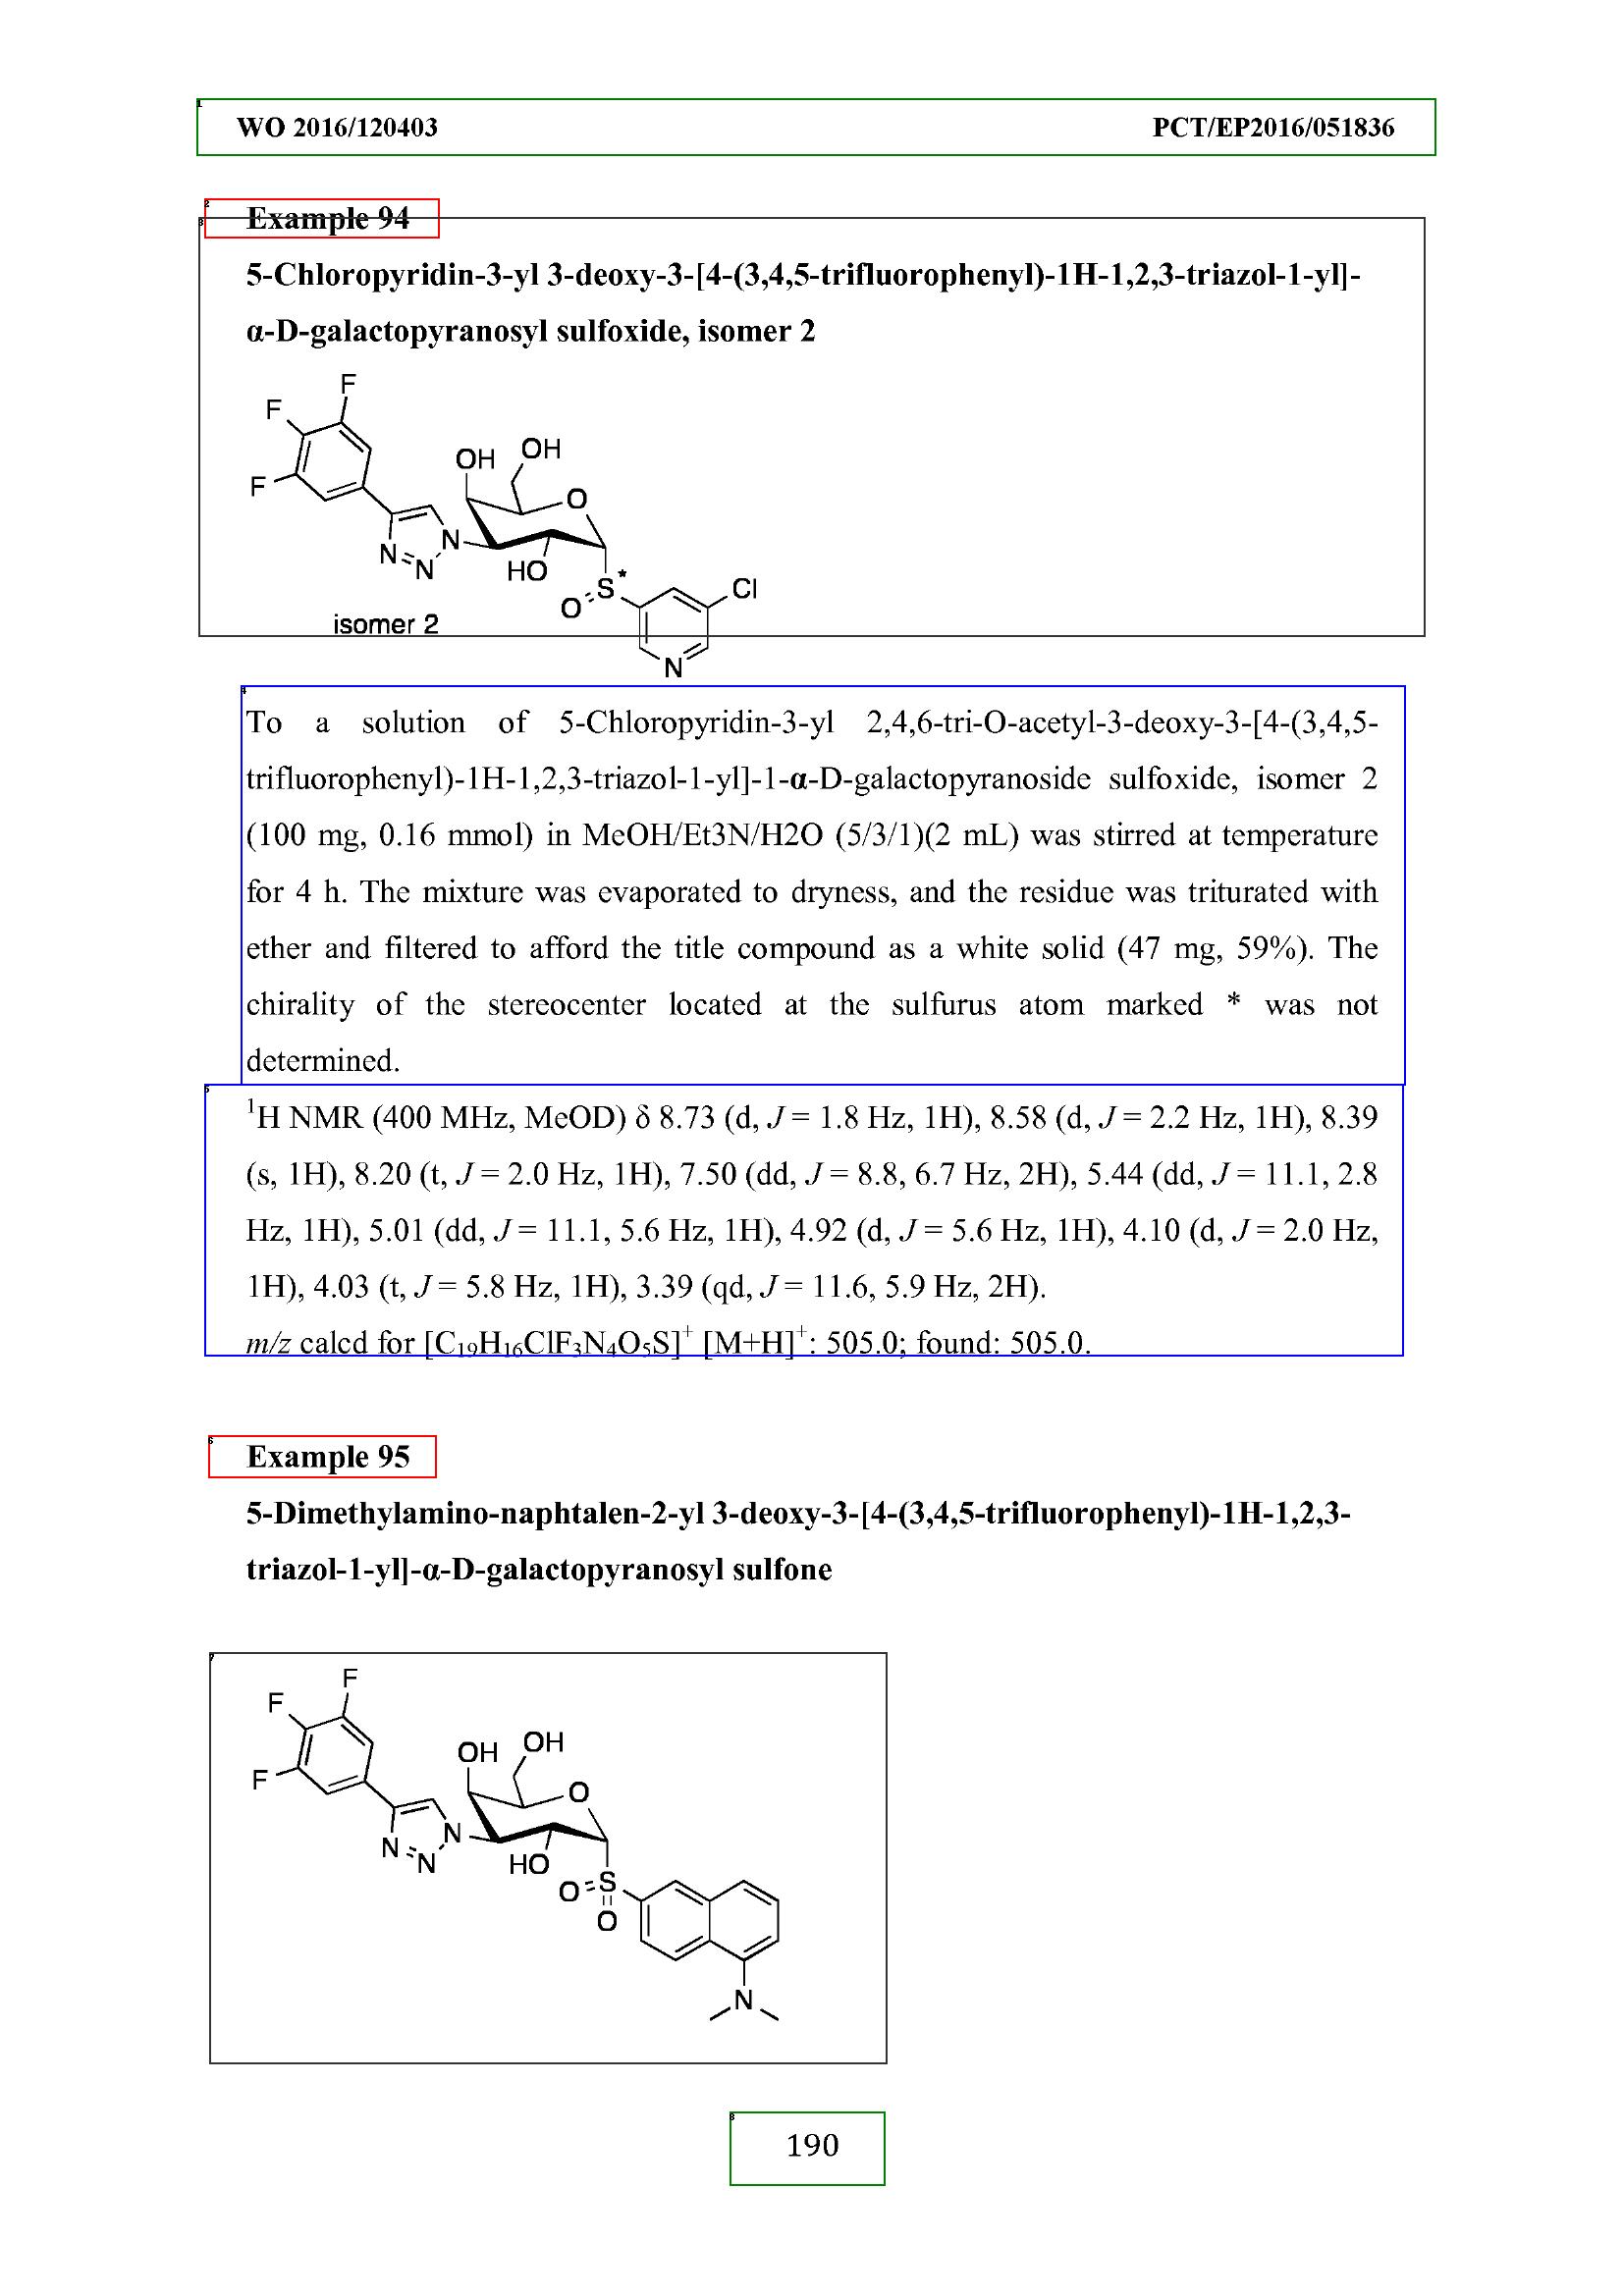 WO 2016/120403 PCT/EP2016/051836
Example 94
5-Chloropyridin-3-yl 3-deoxy-3-[4-(3,4,5-trifluorophenyl)-1H-1,2,3-triazol-1-yl]-
α-D-galactopyranosyl sulfoxide, isomer 2
F
F
F
OH
OH
O
N
N
N
HO
S
*
O
Cl
N
isomer 2
To a solution of 5-Chloropyridin-3-yl 2,4,6-tri-O-acetyl-3-deoxy-3-[4-(3,4,5-
trifluorophenyl)-1H-1,2,3-triazol-1-yl]-1-α-D-galactopyranoside sulfoxide, isomer 2
(100 mg, 0.16 mmol) in MeOH/Et3N/H2O (5/3/1)(2 mL) was stirred at temperature
for 4 h. The mixture was evaporated to dryness, and the residue was triturated with
ether and filtered to afford the title compound as a white solid (47 mg, 59%). The
chirality of the stereocenter located at the sulfurus atom marked * was not
determined.
¹H NMR (400 MHz, MeOD) δ 8.73 (d, J = 1.8 Hz, 1H), 8.58 (d, J = 2.2 Hz, 1H), 8.39
(s, 1H), 8.20 (t, J = 2.0 Hz, 1H), 7.50 (dd, J = 8.8, 6.7 Hz, 2H), 5.44 (dd, J = 11.1, 2.8
Hz, 1H), 5.01 (dd, J = 11.1, 5.6 Hz, 1H), 4.92 (d, J = 5.6 Hz, 1H), 4.10 (d, J = 2.0 Hz,
1H), 4.03 (t, J = 5.8 Hz, 1H), 3.39 (qd, J = 11.6, 5.9 Hz, 2H).
m/z calcd for [C₁₉H₁₆ClF₃N₄O₅S]⁺ [M+H]⁺: 505.0; found: 505.0.
Example 95
5-Dimethylamino-naphtalen-2-yl 3-deoxy-3-[4-(3,4,5-trifluorophenyl)-1H-1,2,3-
triazol-1-yl]-α-D-galactopyranosyl sulfone
F
F
F
OH
OH
O
N
N
N
HO
O
S
O
N
190